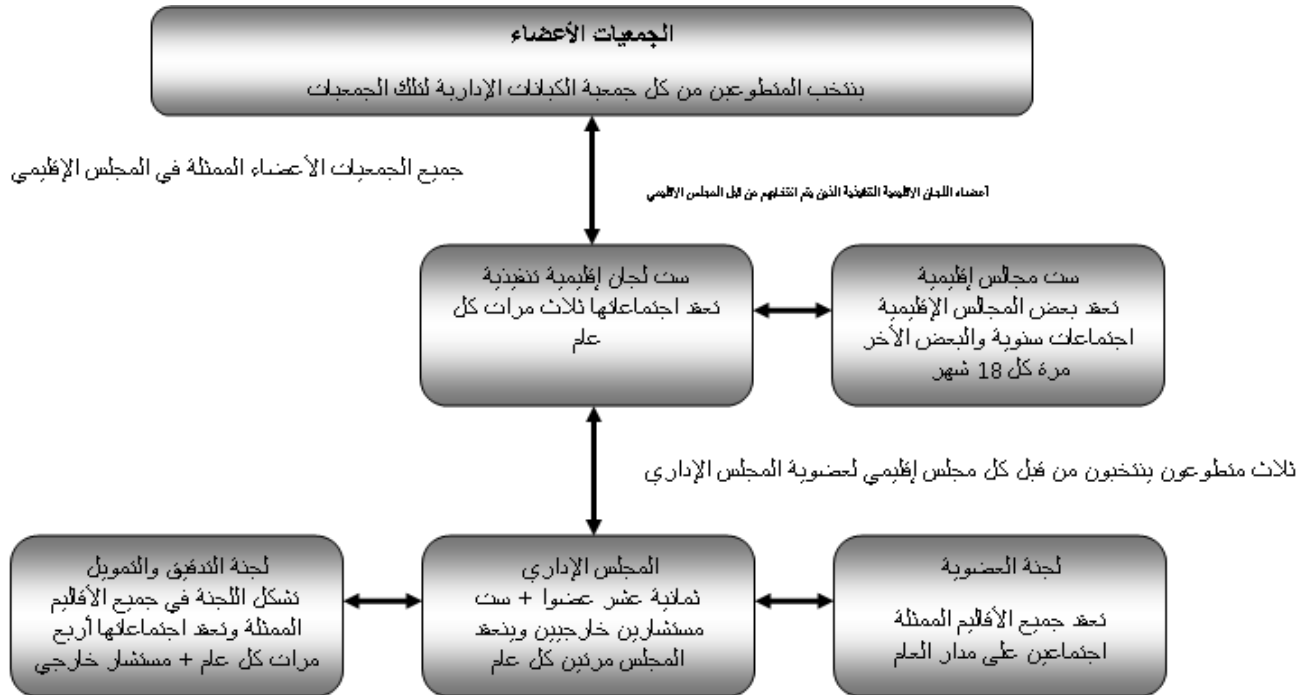 الجمعيات الأعضاء
ينتخب المتطوعين من كل جمعية الكيانات الإدارية لتلك الجمعيات
جميع الجمعيات الأعضاء الممثلة في المجلس الإقليمي
أعضاء اللجان الاقليمية التنفيذية الذين يتم انتخابهم من قبل المجلس الاقليمي
ست مجالس إقليمية
تعقد بعض المجالس الإقليمية
اجتماعات سنوية والبعض الأخر
مرة كل 18 شهر
ست لجان إقليمية تنفيذية
تعقد اجتماعاتها ثلاث مرات كل
عام
ثلاث متطوعون ينتخبون من قبل كل مجلس إقليمي لعضوية المجلس الإداري
لجنة العضوية
تعقد جميع الأقاليم الممثلة
اجتماعين على مدار العام
المجلس الإداري
ثمانية عشر عضوا + ست
مستشارين خارجيين وينعقد
المجلس مرتين كل عام
لجنة التدقيق والتمويل
تشكل اللجنة في جميع الأقاليم
الممثلة وتعقد اجتماعاتها أربع
مرات كل عام + مستشار خارجي